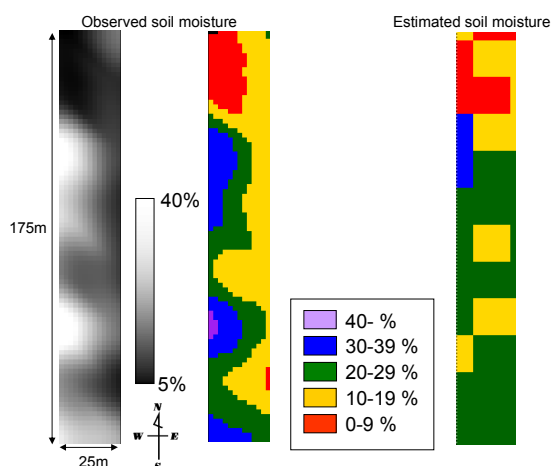 Observed soil moisture
Estimated soil moisture
40%
175m
5%
25m
N
W E
S
40- %
30-39 %
20-29 %
10-19 %
0-9 %